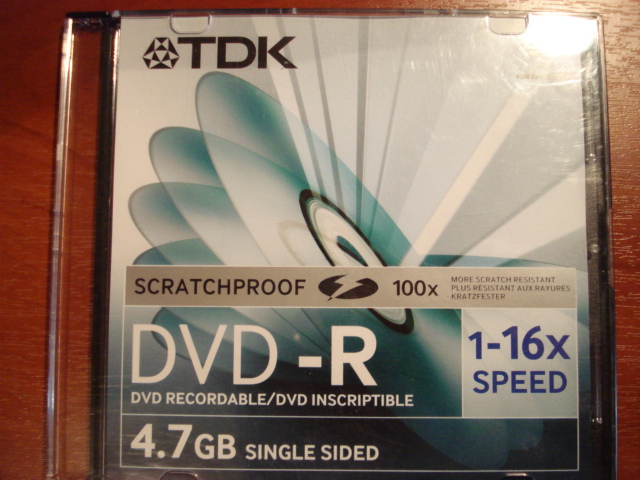 TDK
SCRATCHPROOF 100x
MORE SCRATCH RESISTANT
PLUS RESISTANT AUX RAYURES
KRATZFESTER
DVD -R
DVD RECORDABLE/DVD INSCRIPTIBLE
1-16x
SPEED
4.7GB SINGLE SIDED